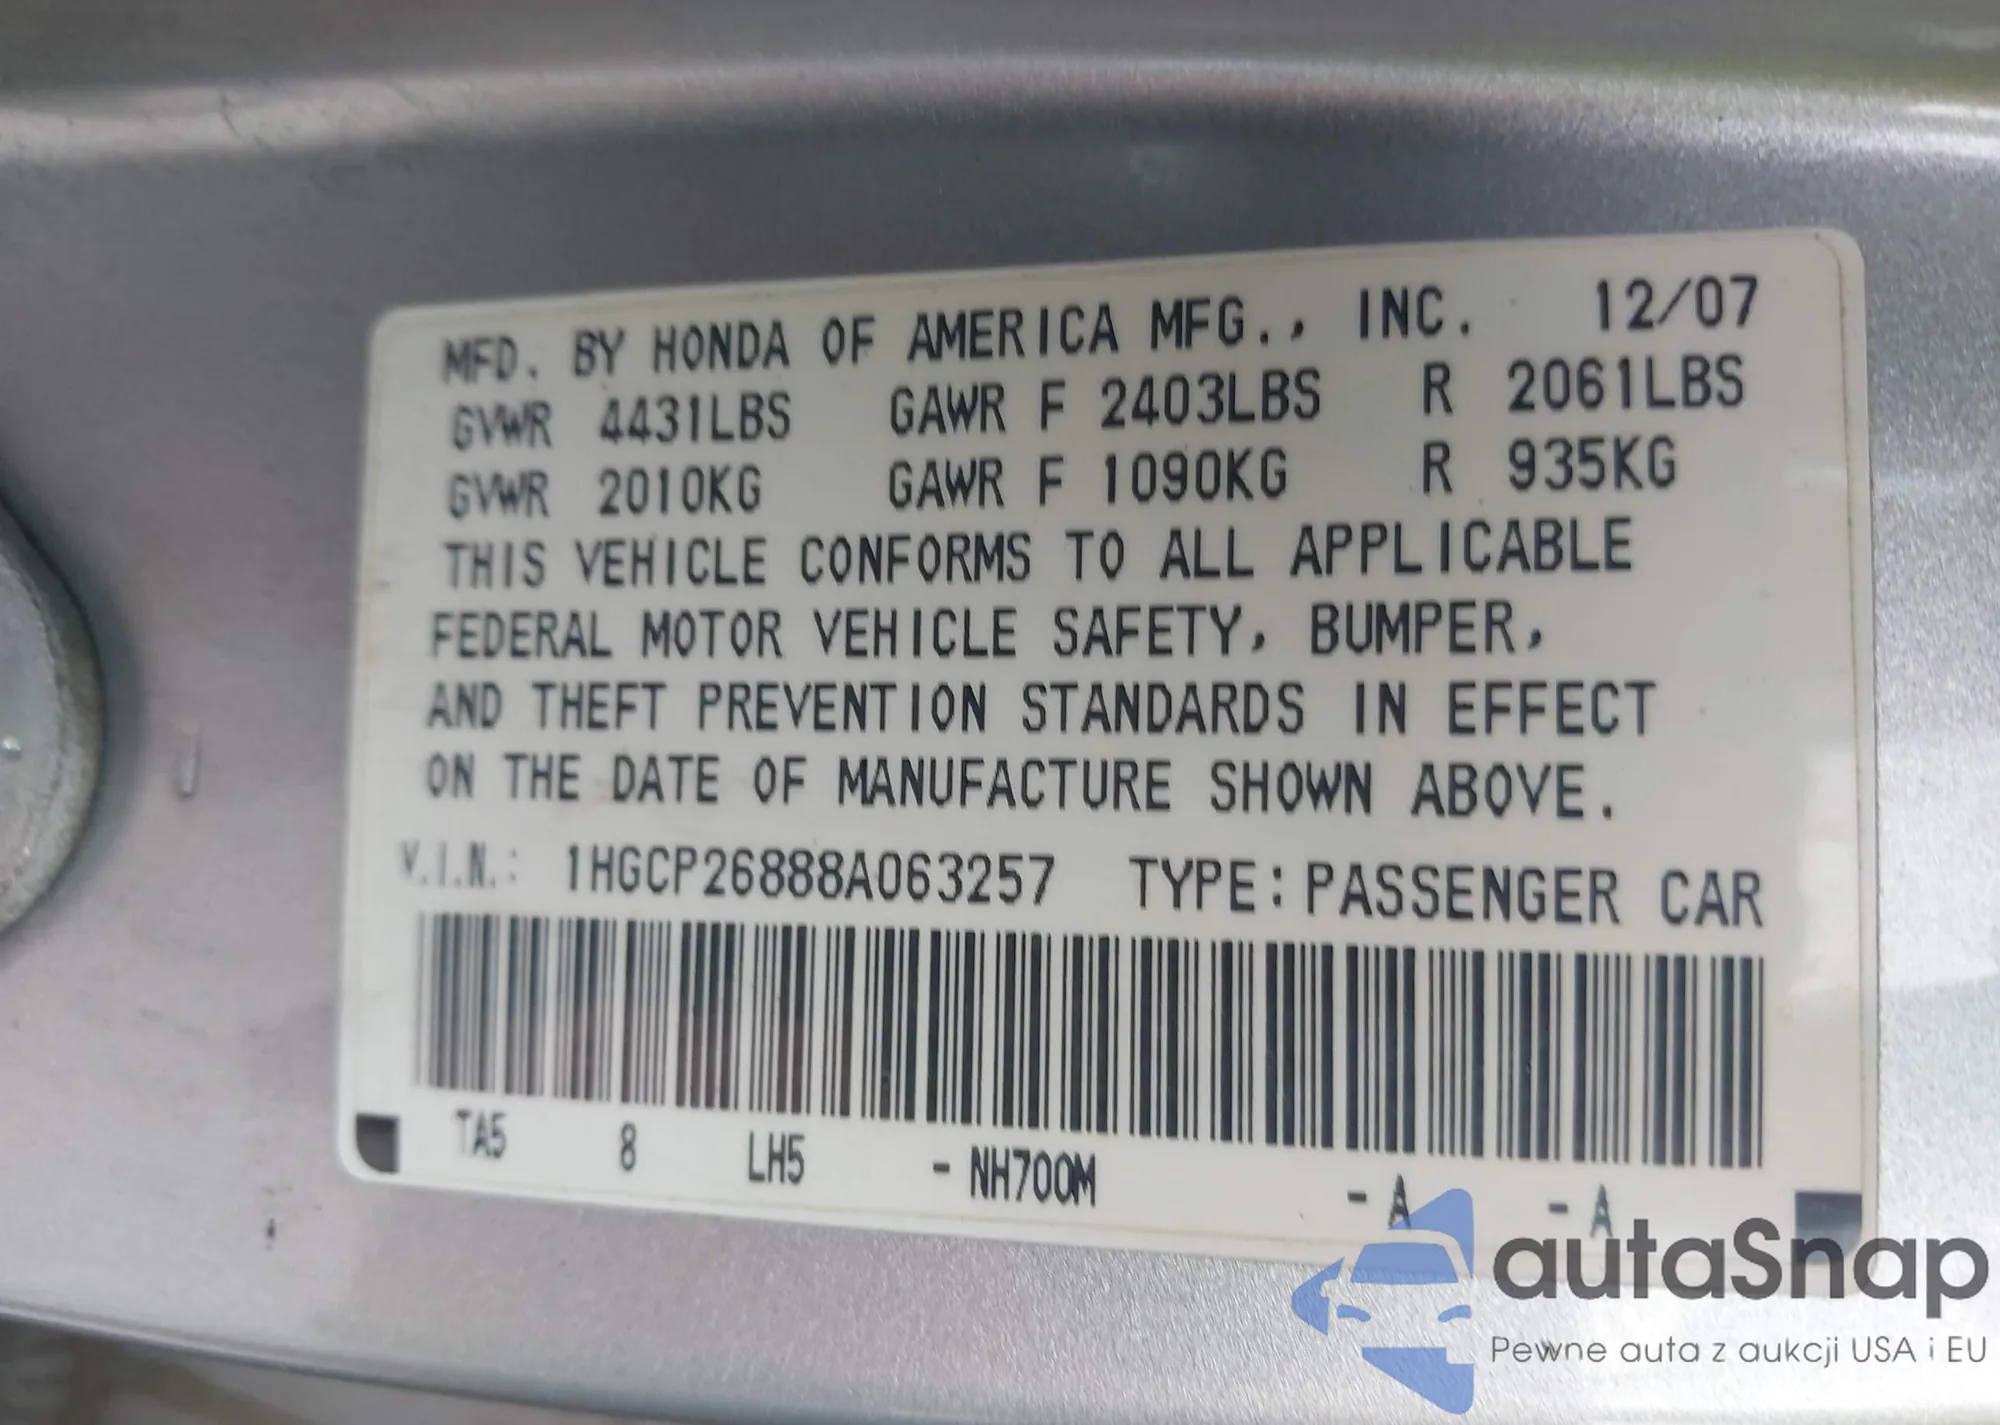 MFD. BY HONDA OF AMERICA MFG., INC. 12/07
GVWR 4431LBS GAWR F 2403LBS R 2061LBS
GVWR 2010KG GAWR F 1090KG R 935KG
THIS VEHICLE CONFORMS TO ALL APPLICABLE
FEDERAL MOTOR VEHICLE SAFETY, BUMPER,
AND THEFT PREVENTION STANDARDS IN EFFECT
ON THE DATE OF MANUFACTURE SHOWN ABOVE.
V.I.N.: 1HGCP26888A063257 TYPE: PASSENGER CAR
TA5 8 LH5 - NH700M - A - A
autaSnap
Pewne auta z aukcji USA i EU